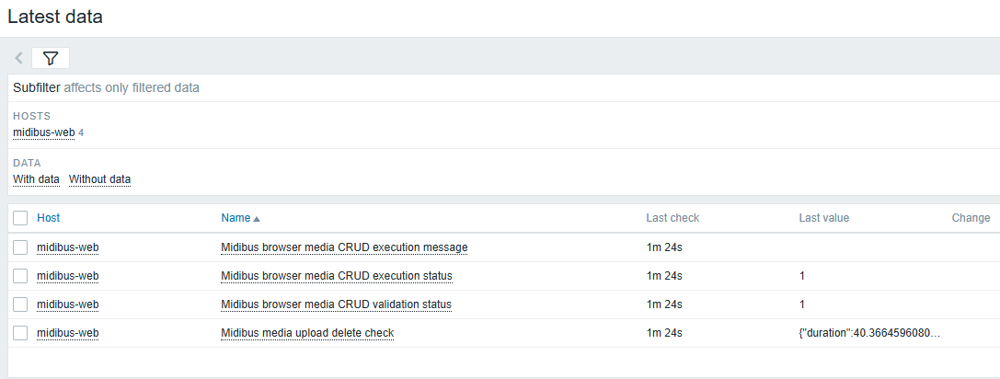 Latest data
Subfilter affects only filtered data
HOSTS
midibus-web 4
DATA
With data Without data
Host Name Last check Last value Change
midibus-web Midibus browser media CRUD execution message 1m 24s
midibus-web Midibus browser media CRUD execution status 1m 24s 1
midibus-web Midibus browser media CRUD validation status 1m 24s 1
midibus-web Midibus media upload delete check 1m 24s {"duration":40.3664596080...